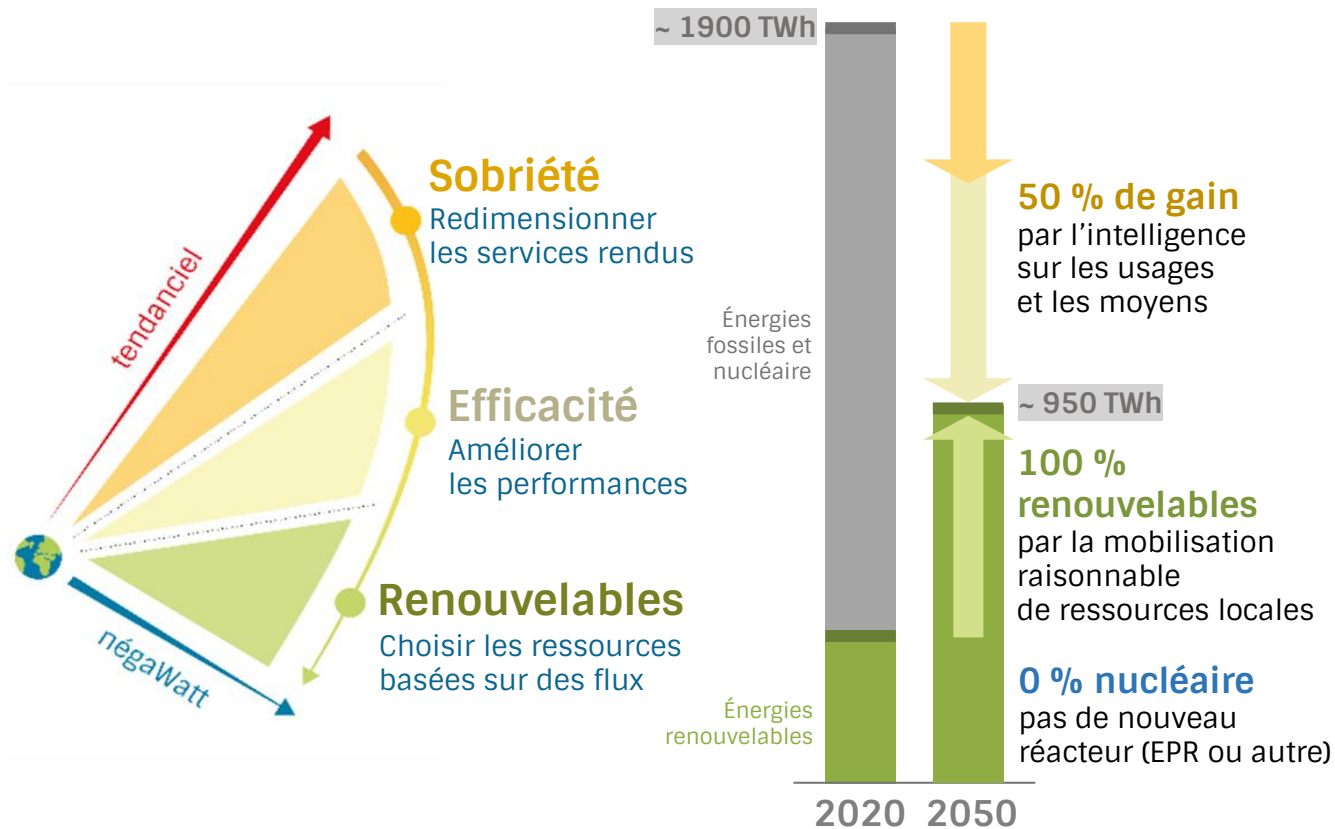 tendanciel
Sobriété
Redimensionner
les services rendus
Efficacité
Améliorer
les performances
Renouvelables
Choisir les ressources
basées sur des flux
négaWatt
~ 1900 TWh
Énergies
fossiles et
nucléaire
Énergies
renouvelables
50 % de gain
par l’intelligence
sur les usages
et les moyens
~ 950 TWh
100 %
renouvelables
par la mobilisation
raisonnable
de ressources locales
0 % nucléaire
pas de nouveau
réacteur (EPR ou autre)
2020 2050